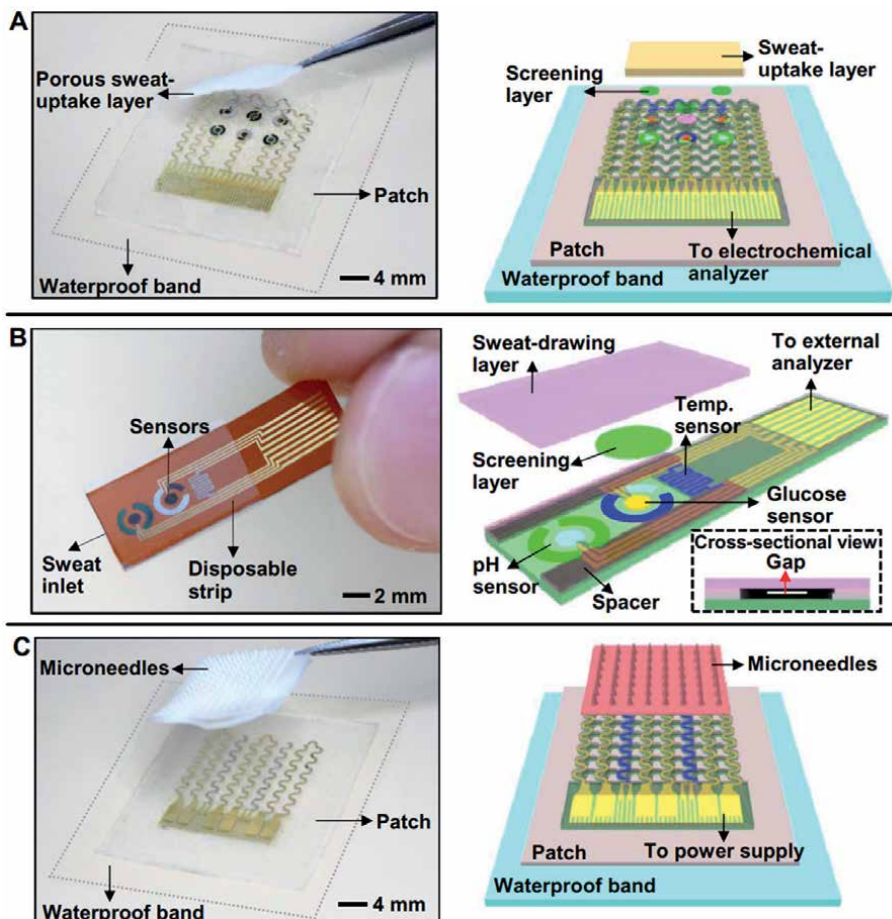 A
Porous sweat-
uptake layer
Patch
Waterproof band
4 mm
Sweat-
uptake layer
Screening
layer
Patch
To electrochemical
analyzer
Waterproof band
B
Sensors
Sweat
inlet
Disposable
strip
2 mm
Sweat-drawing
layer
To external
analyzer
Temp.
sensor
Screening
layer
Glucose
sensor
pH
sensor
Spacer
Cross-sectional view
Gap
C
Microneedles
Patch
Waterproof band
4 mm
Microneedles
Patch
To power supply
Waterproof band